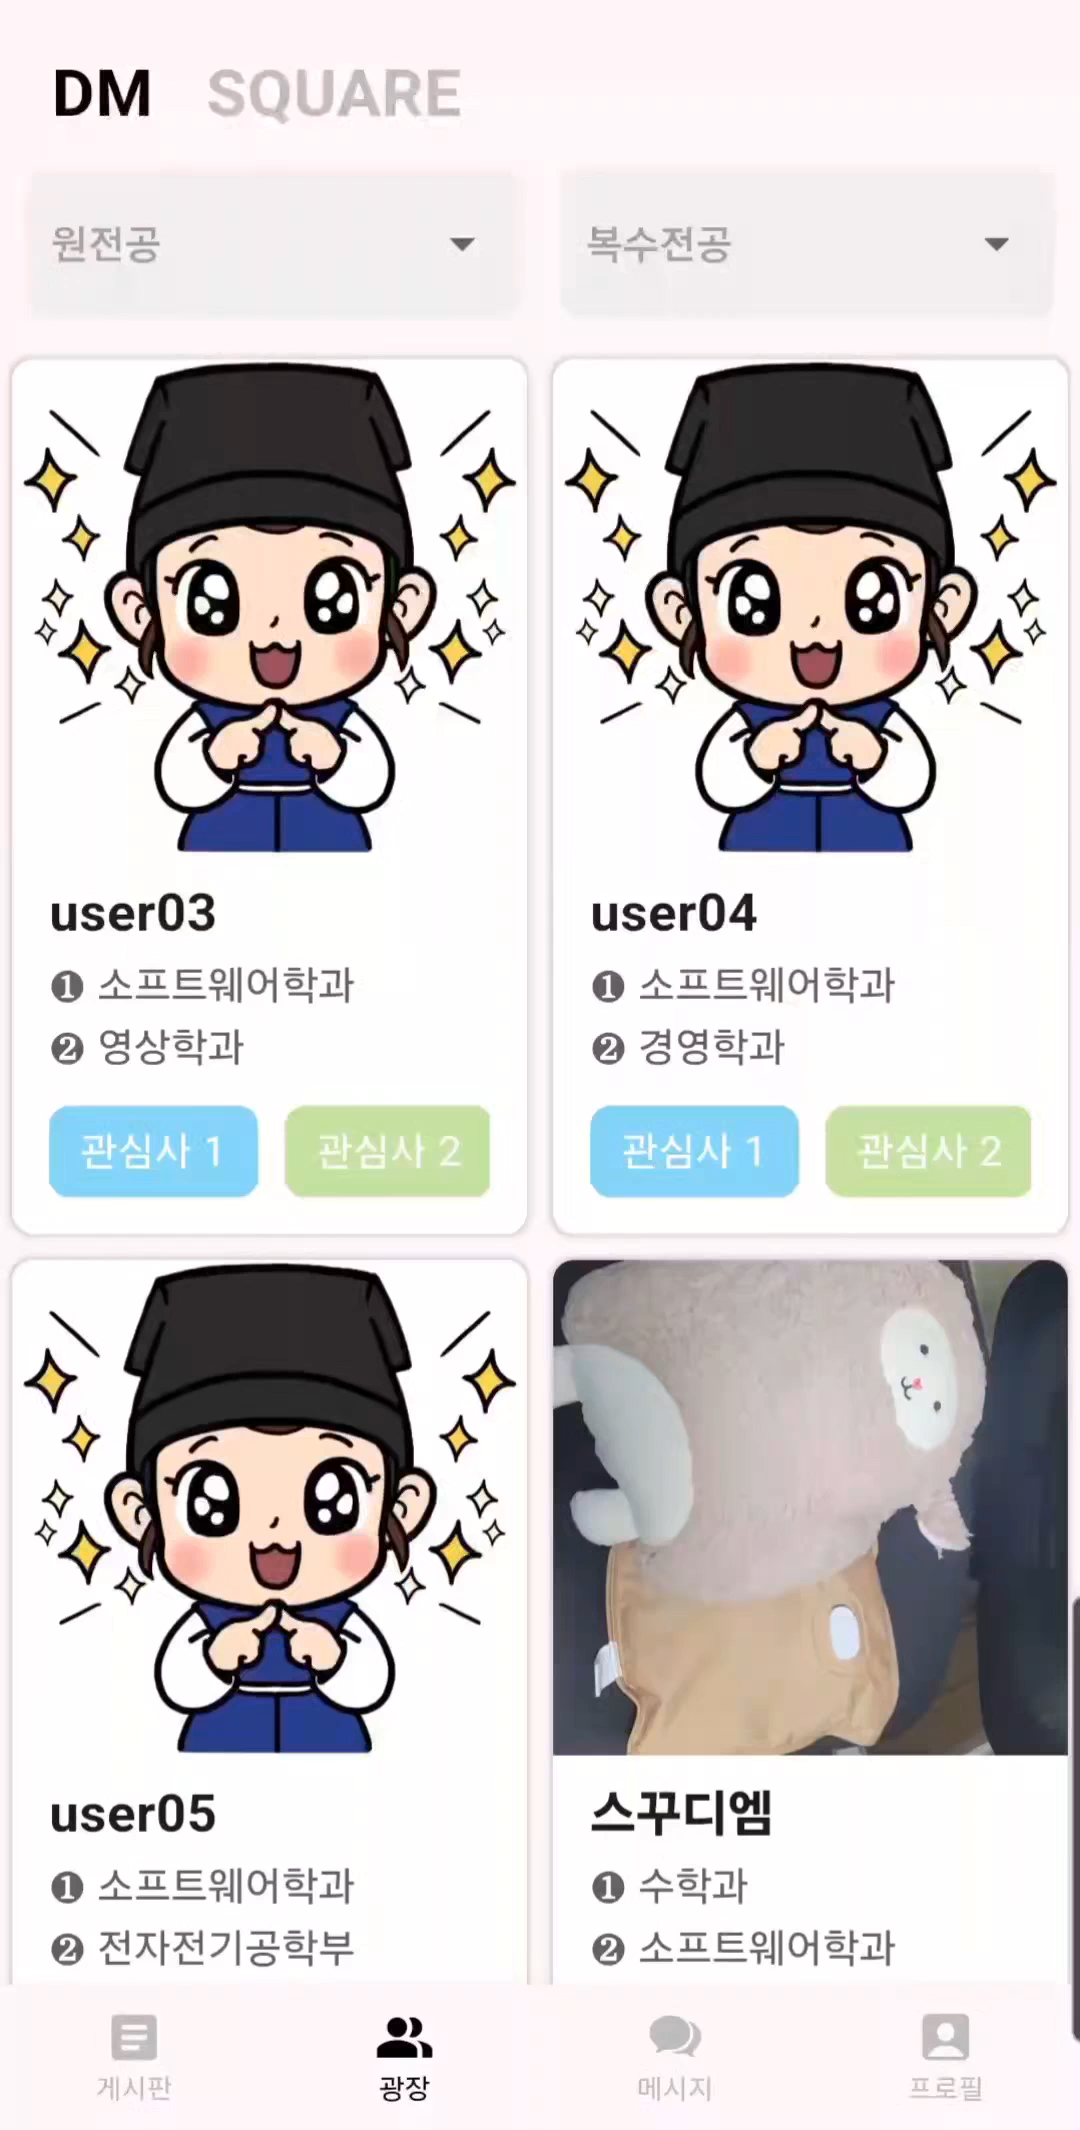 DM SQUARE
원전공 복수전공
user03
❶ 소프트웨어학과
❷ 영상학과
관심사 1 관심사 2
user04
❶ 소프트웨어학과
❷ 경영학과
관심사 1 관심사 2
user05
❶ 소프트웨어학과
❷ 전자전기공학부
스꾸디엠
❶ 수학과
❷ 소프트웨어학과
게시판 광장 메시지 프로필